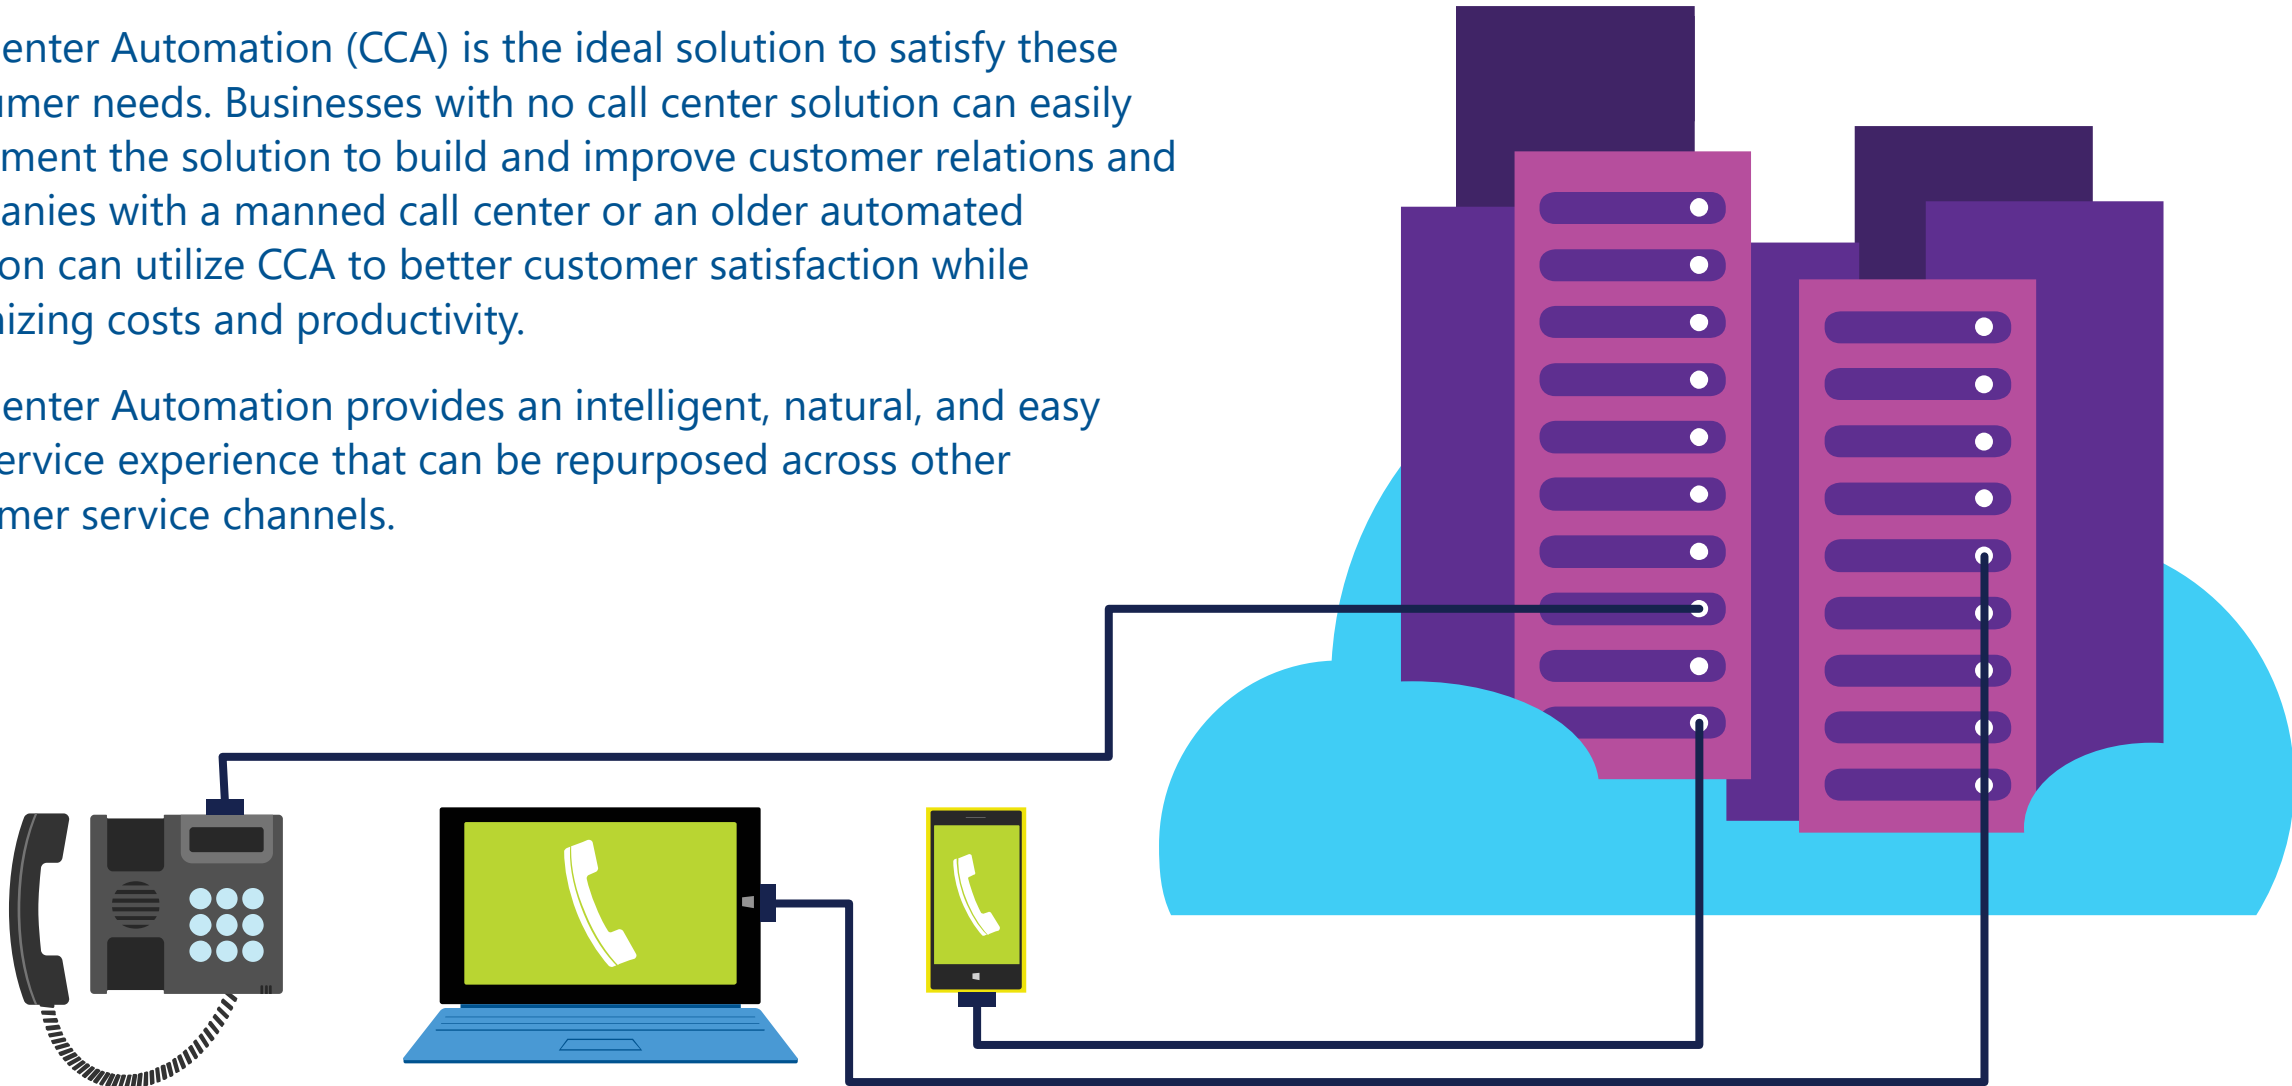 enter Automation (CCA) is the ideal solution to satisfy these
umer needs. Businesses with no call center solution can easily
ment the solution to build and improve customer relations and
anies with a manned call center or an older automated
on can utilize CCA to better customer satisfaction while
izing costs and productivity.
enter Automation provides an intelligent, natural, and easy
ervice experience that can be repurposed across other
mer service channels.